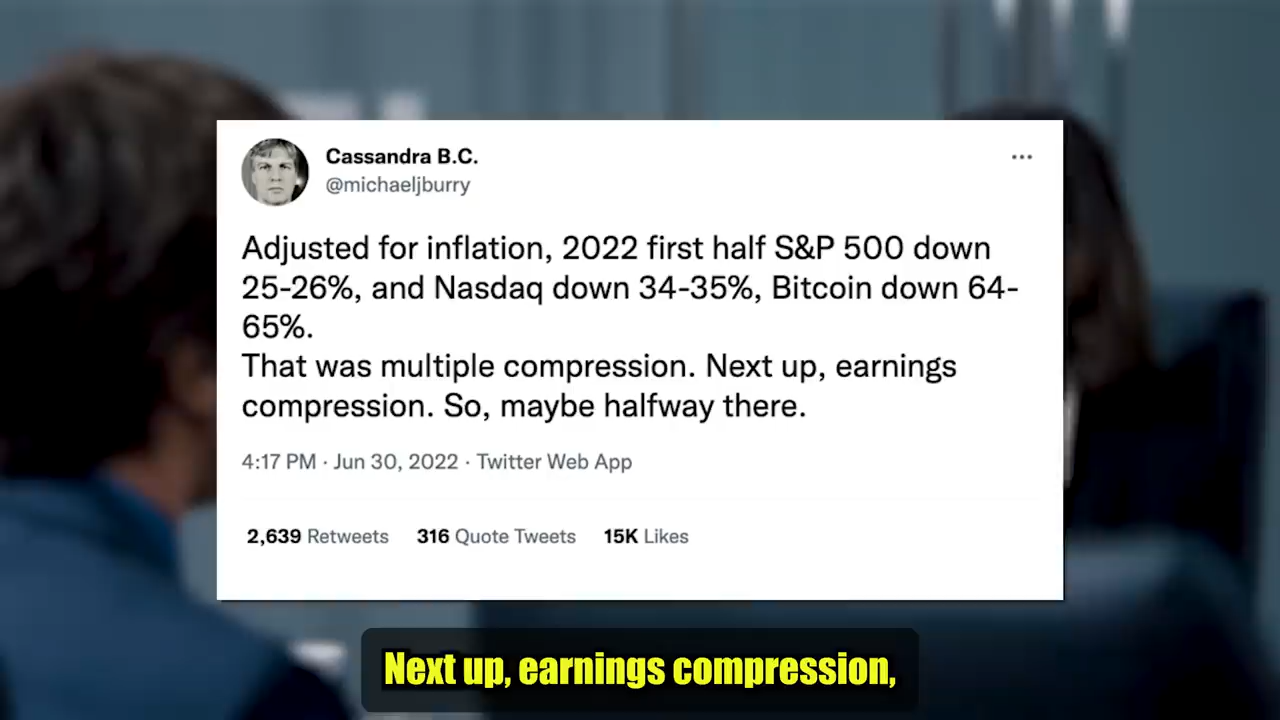 Cassandra B.C.
@michaeljburry
Adjusted for inflation, 2022 first half S&P 500 down
25-26%, and Nasdaq down 34-35%, Bitcoin down 64-
65%.
That was multiple compression. Next up, earnings
compression. So, maybe halfway there.
4:17 PM · Jun 30, 2022 · Twitter Web App
2,639 Retweets 316 Quote Tweets 15K Likes
Next up, earnings compression,